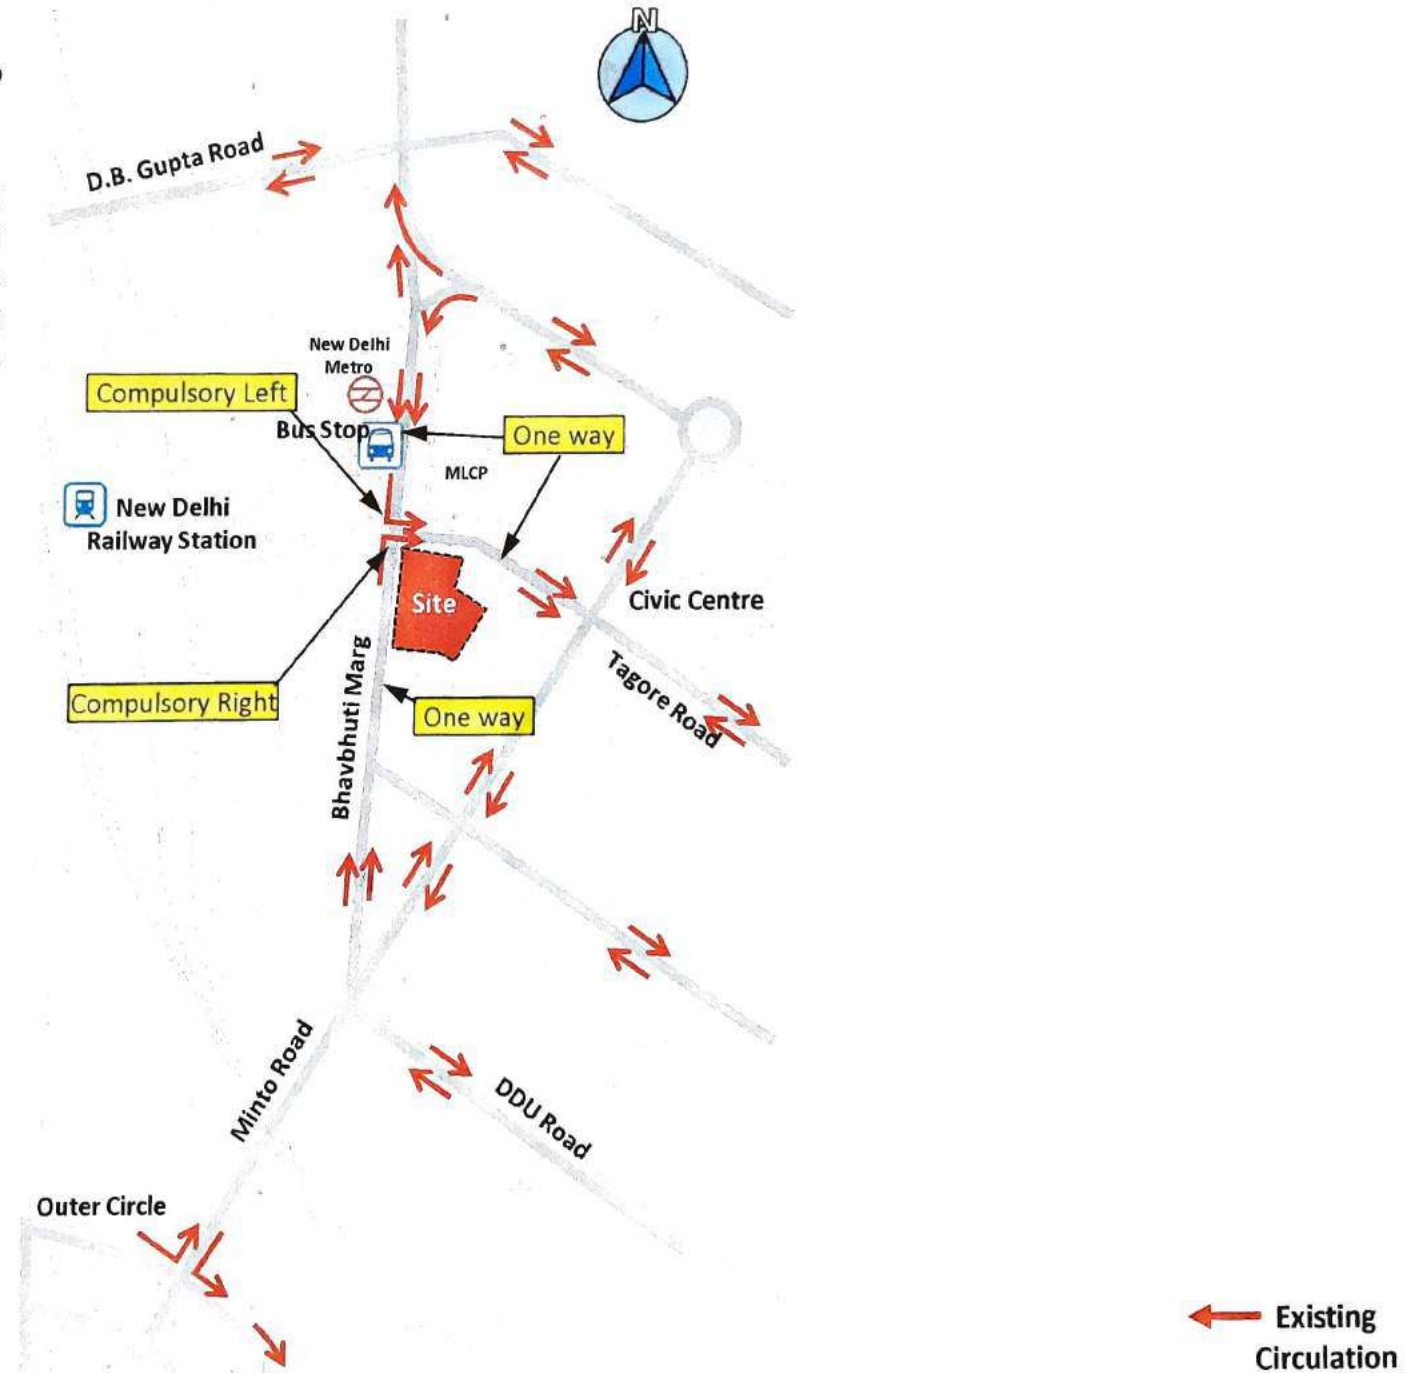 N
D.B. Gupta Road
New Delhi
Metro
Compulsory Left
Bus Stop
One way
MLCP
New Delhi
Railway Station
Site
Civic Centre
Tagore Road
Compulsory Right
Bhavbhuti Marg
One way
Minto Road
DDU Road
Outer Circle
Existing
Circulation